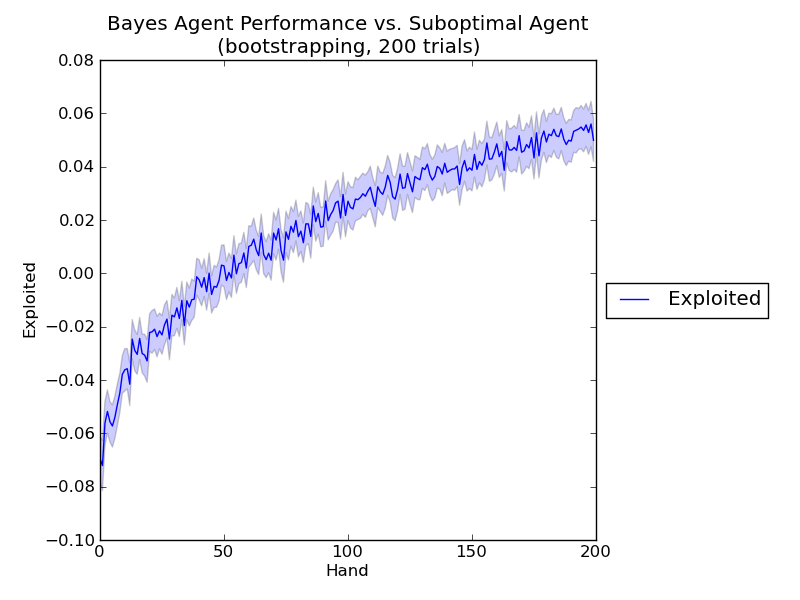 Bayes Agent Performance vs. Suboptimal Agent
(bootstrapping, 200 trials)
0.08
0.06
0.04
0.02
0.00
−0.02
−0.04
−0.06
−0.08
−0.10
Exploited
0 50 100 150 200
Hand
Exploited